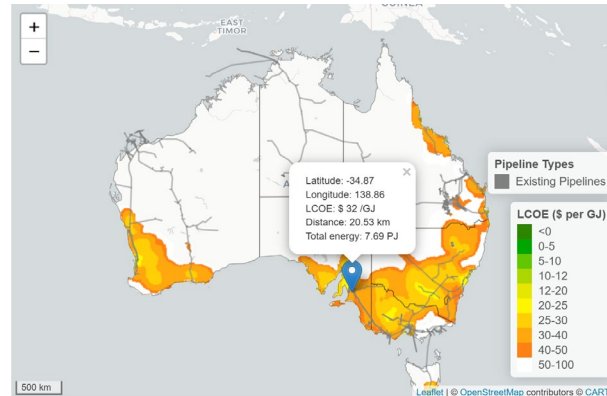 GUINEA
EAST
TIMOR
+
−
×
Latitude: -34.87
Longitude: 138.86
LCOE: $ 32 /GJ
Distance: 20.53 km
Total energy: 7.69 PJ
Pipeline Types
Existing Pipelines
LCOE ($ per GJ)
<0
0-5
5-10
10-12
12-20
20-25
25-30
30-40
40-50
50-100
500 km
Leaflet | © OpenStreetMap contributors © CART